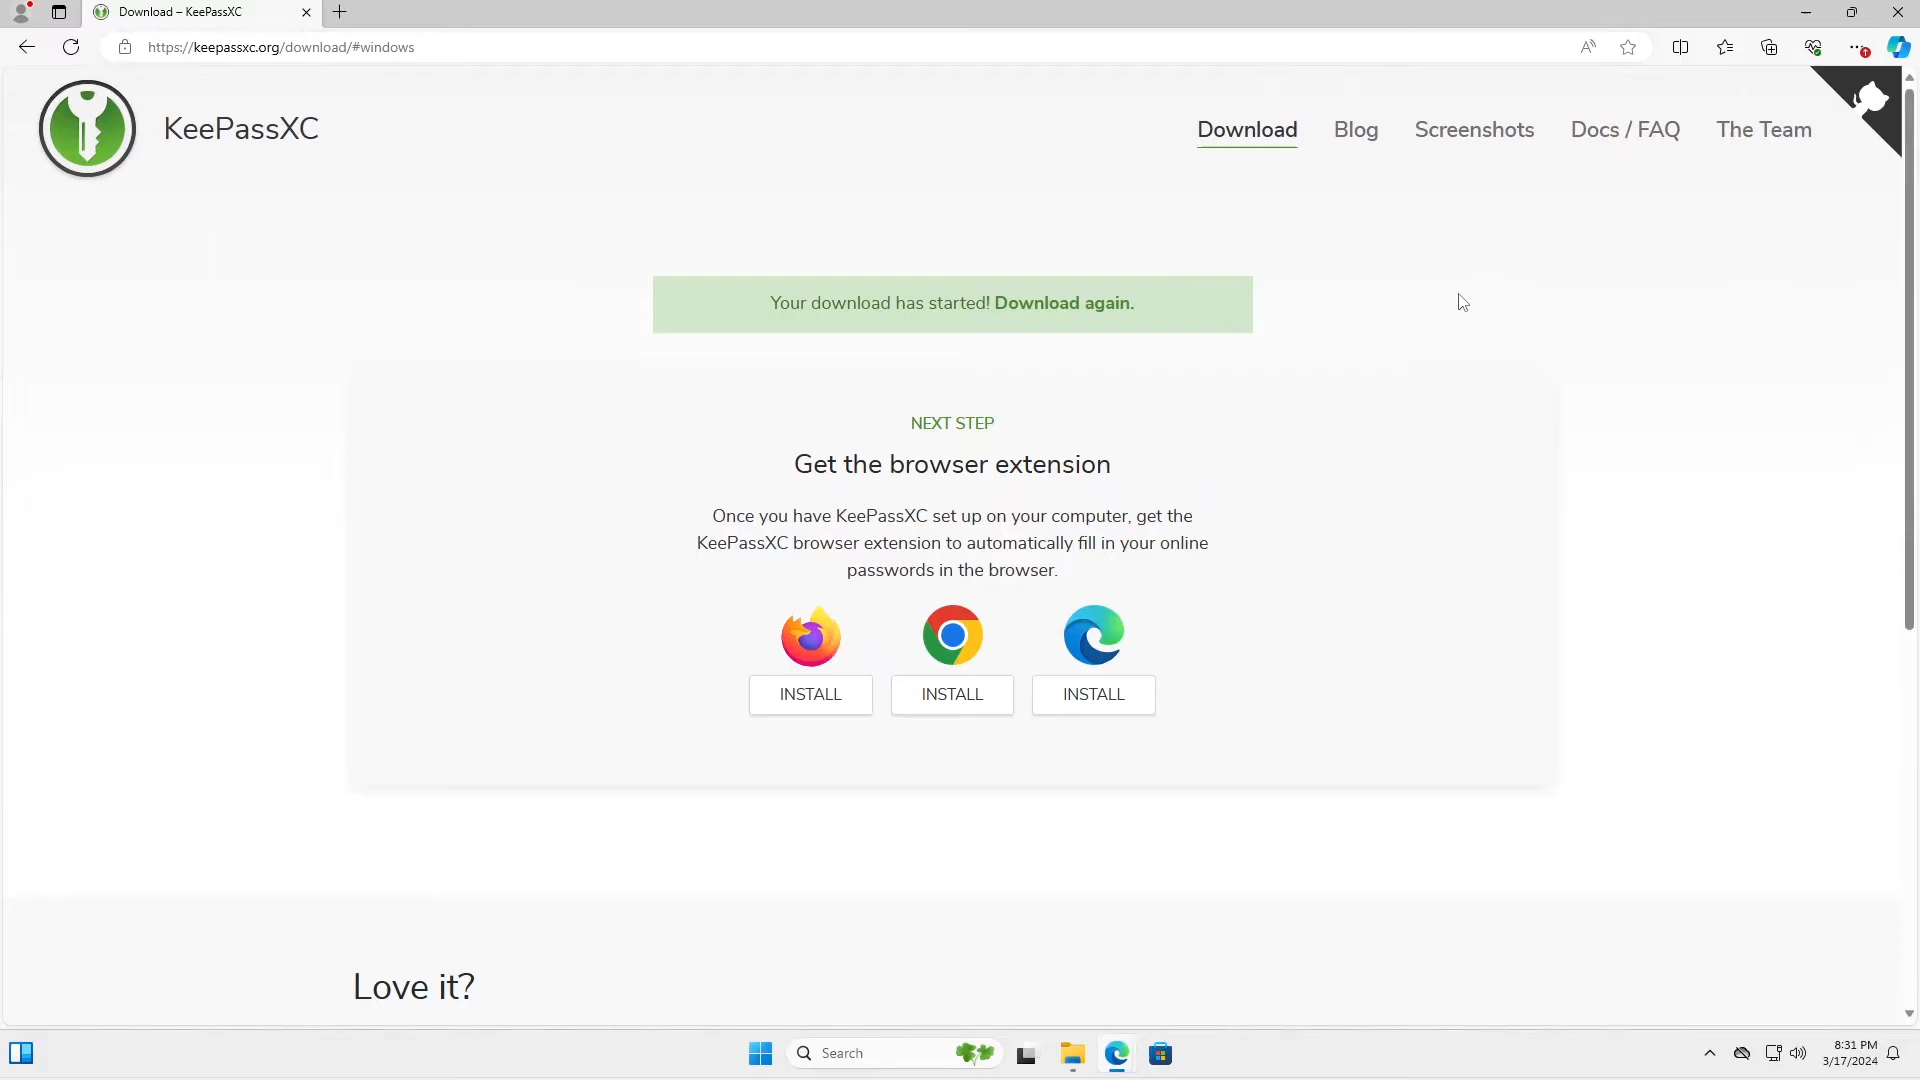 Download – KeePassXC
https://keepassxc.org/download/#windows
KeePassXC
Download
Blog
Screenshots
Docs / FAQ
The Team
Your download has started! Download again.
NEXT STEP
Get the browser extension
Once you have KeePassXC set up on your computer, get the
KeePassXC browser extension to automatically fill in your online
passwords in the browser.
INSTALL
INSTALL
INSTALL
Love it?
Search
8:31 PM
3/17/2024